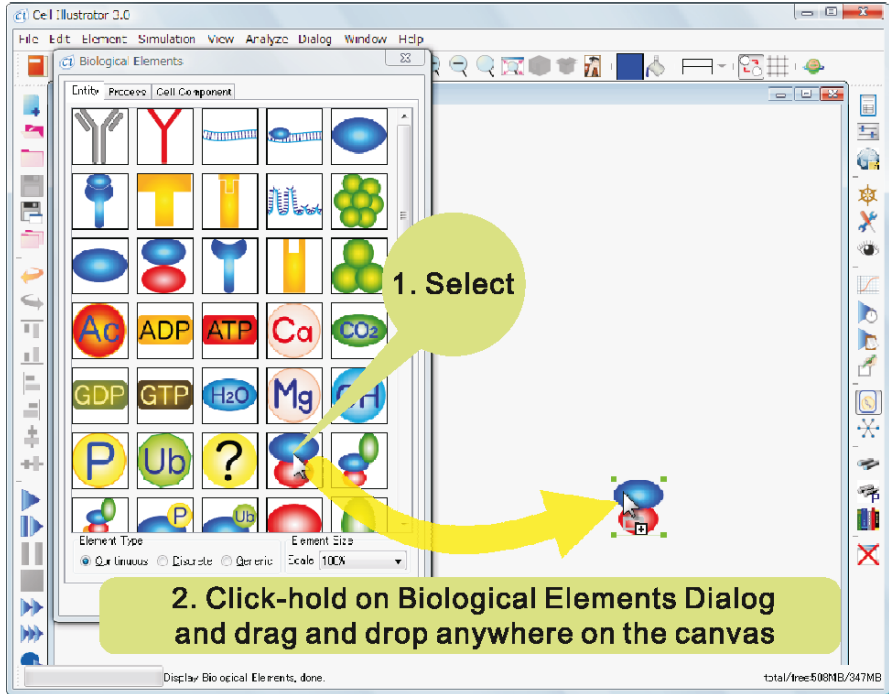 Cell Illustrator 3.0
File Edit Element Simulation View Analyze Dialog Window Help
Biological Elements
Entity Process Cell Component
1. Select
Ac ADP ATP Ca CO2
GDP GTP H2O Mg OH
P Ub ?
P Ub
Element Type Element Size
Continuous Discrete Generic Scale 100%
2. Click-hold on Biological Elements Dialog
and drag and drop anywhere on the canvas
Display Biological Elements, done.
total/free:508MB/347MB